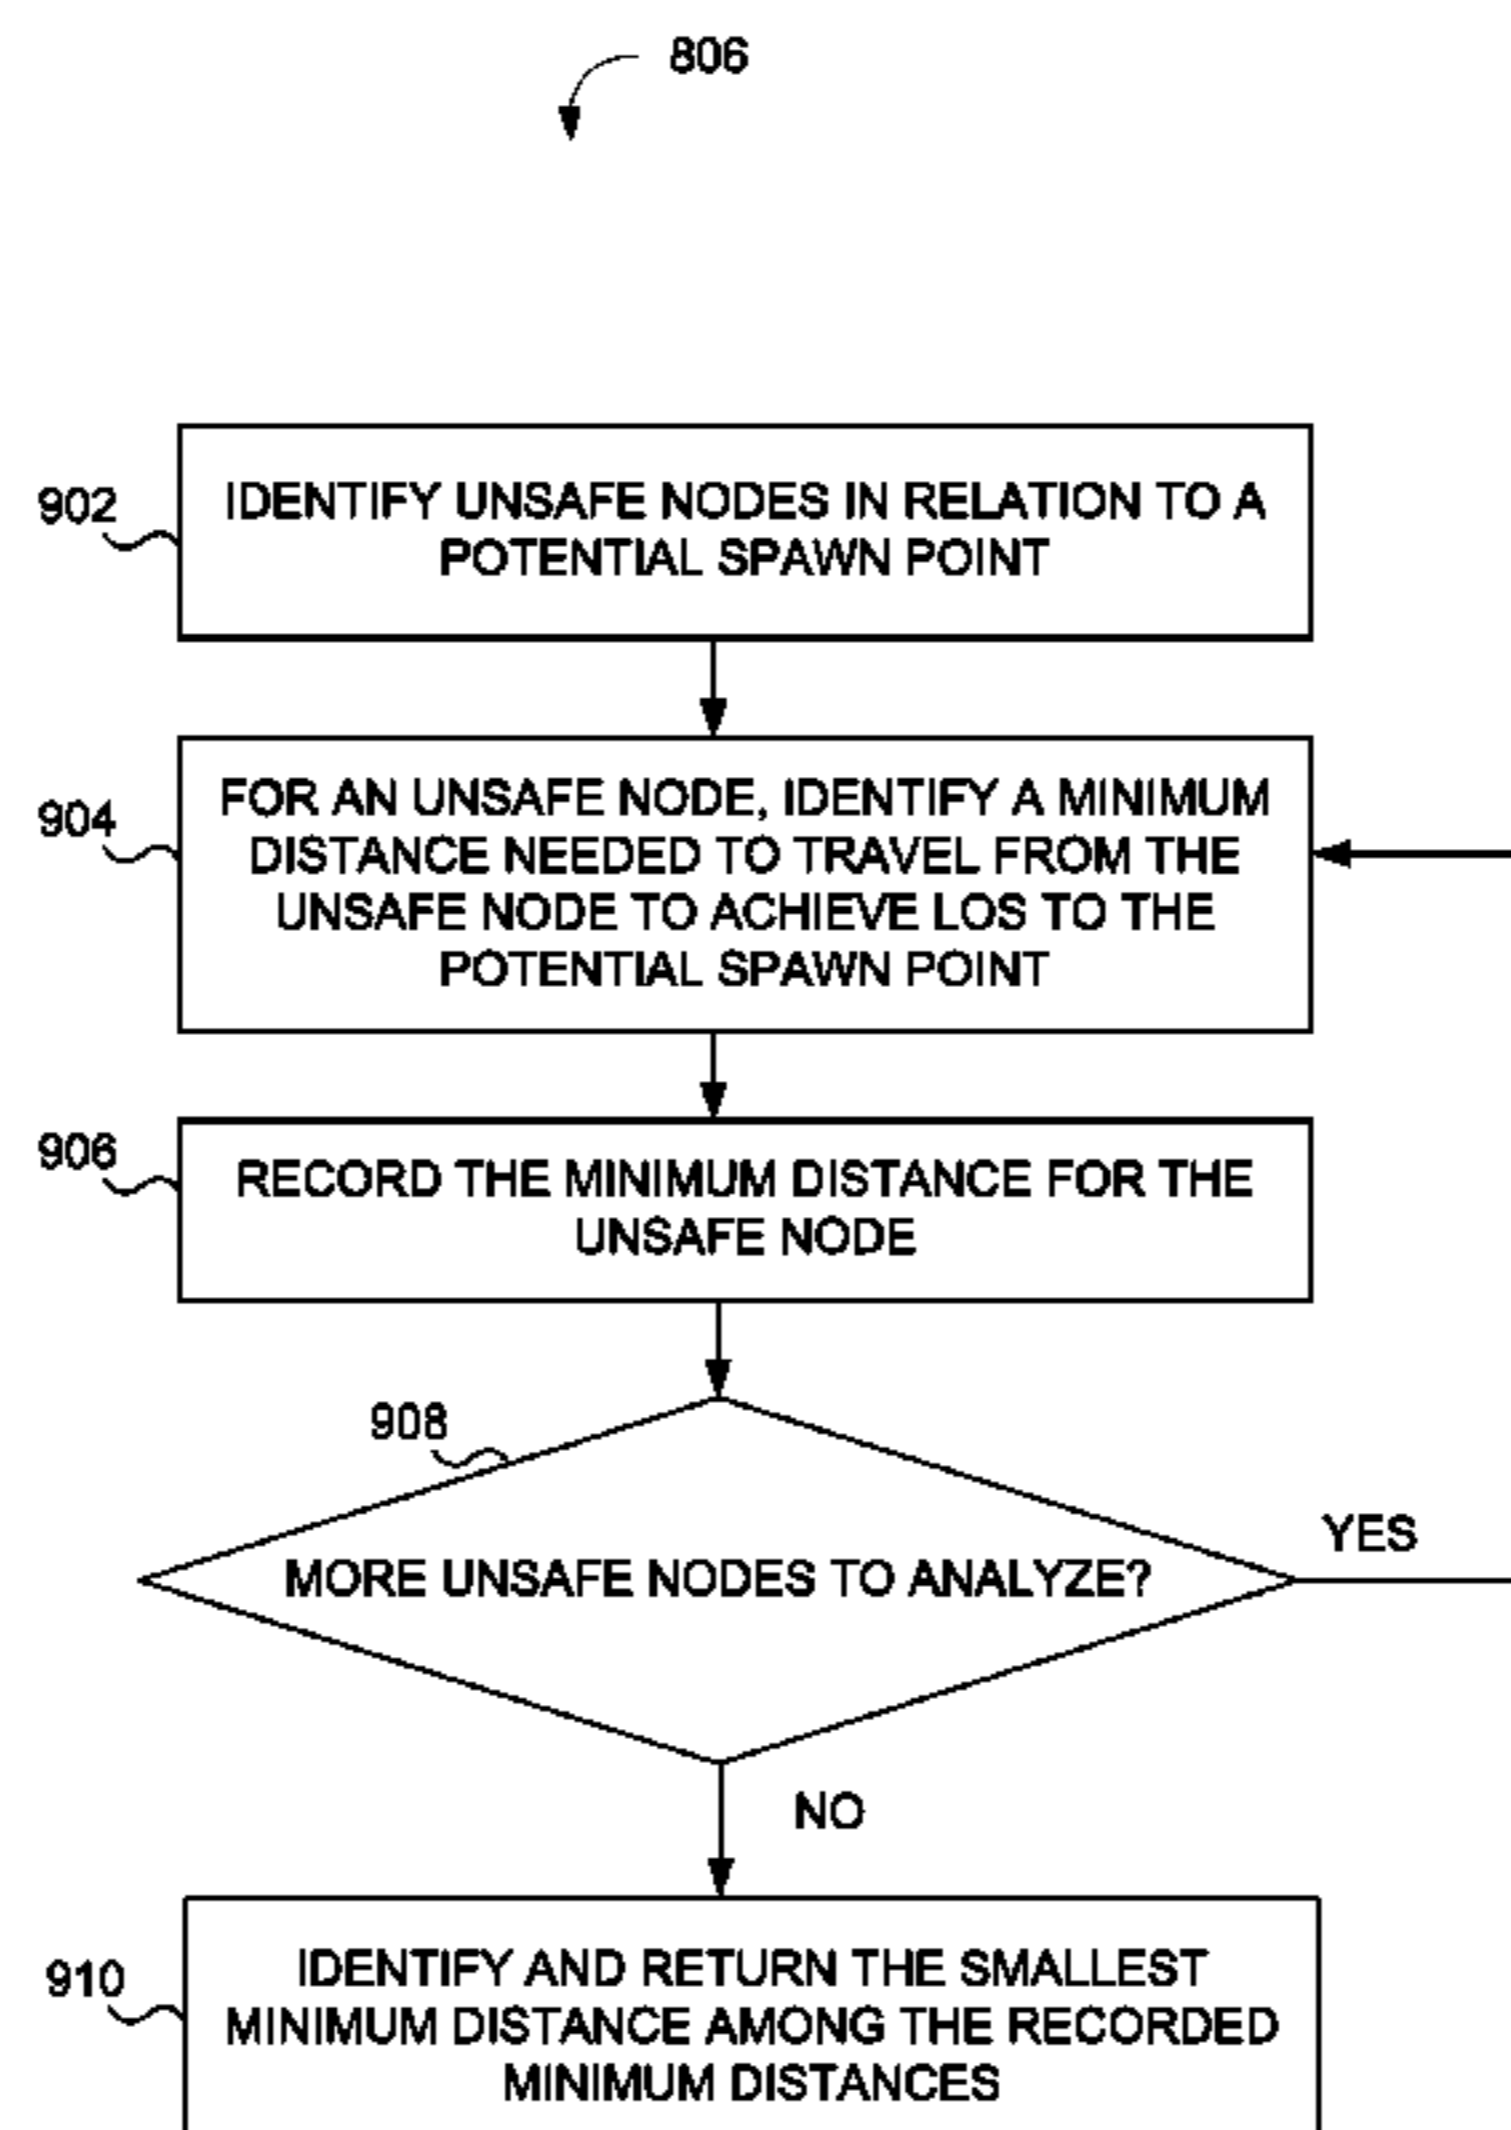 806
902
IDENTIFY UNSAFE NODES IN RELATION TO A
POTENTIAL SPAWN POINT
904
FOR AN UNSAFE NODE, IDENTIFY A MINIMUM
DISTANCE NEEDED TO TRAVEL FROM THE
UNSAFE NODE TO ACHIEVE LOS TO THE
POTENTIAL SPAWN POINT
906
RECORD THE MINIMUM DISTANCE FOR THE
UNSAFE NODE
908
MORE UNSAFE NODES TO ANALYZE?
YES
NO
910
IDENTIFY AND RETURN THE SMALLEST
MINIMUM DISTANCE AMONG THE RECORDED
MINIMUM DISTANCES